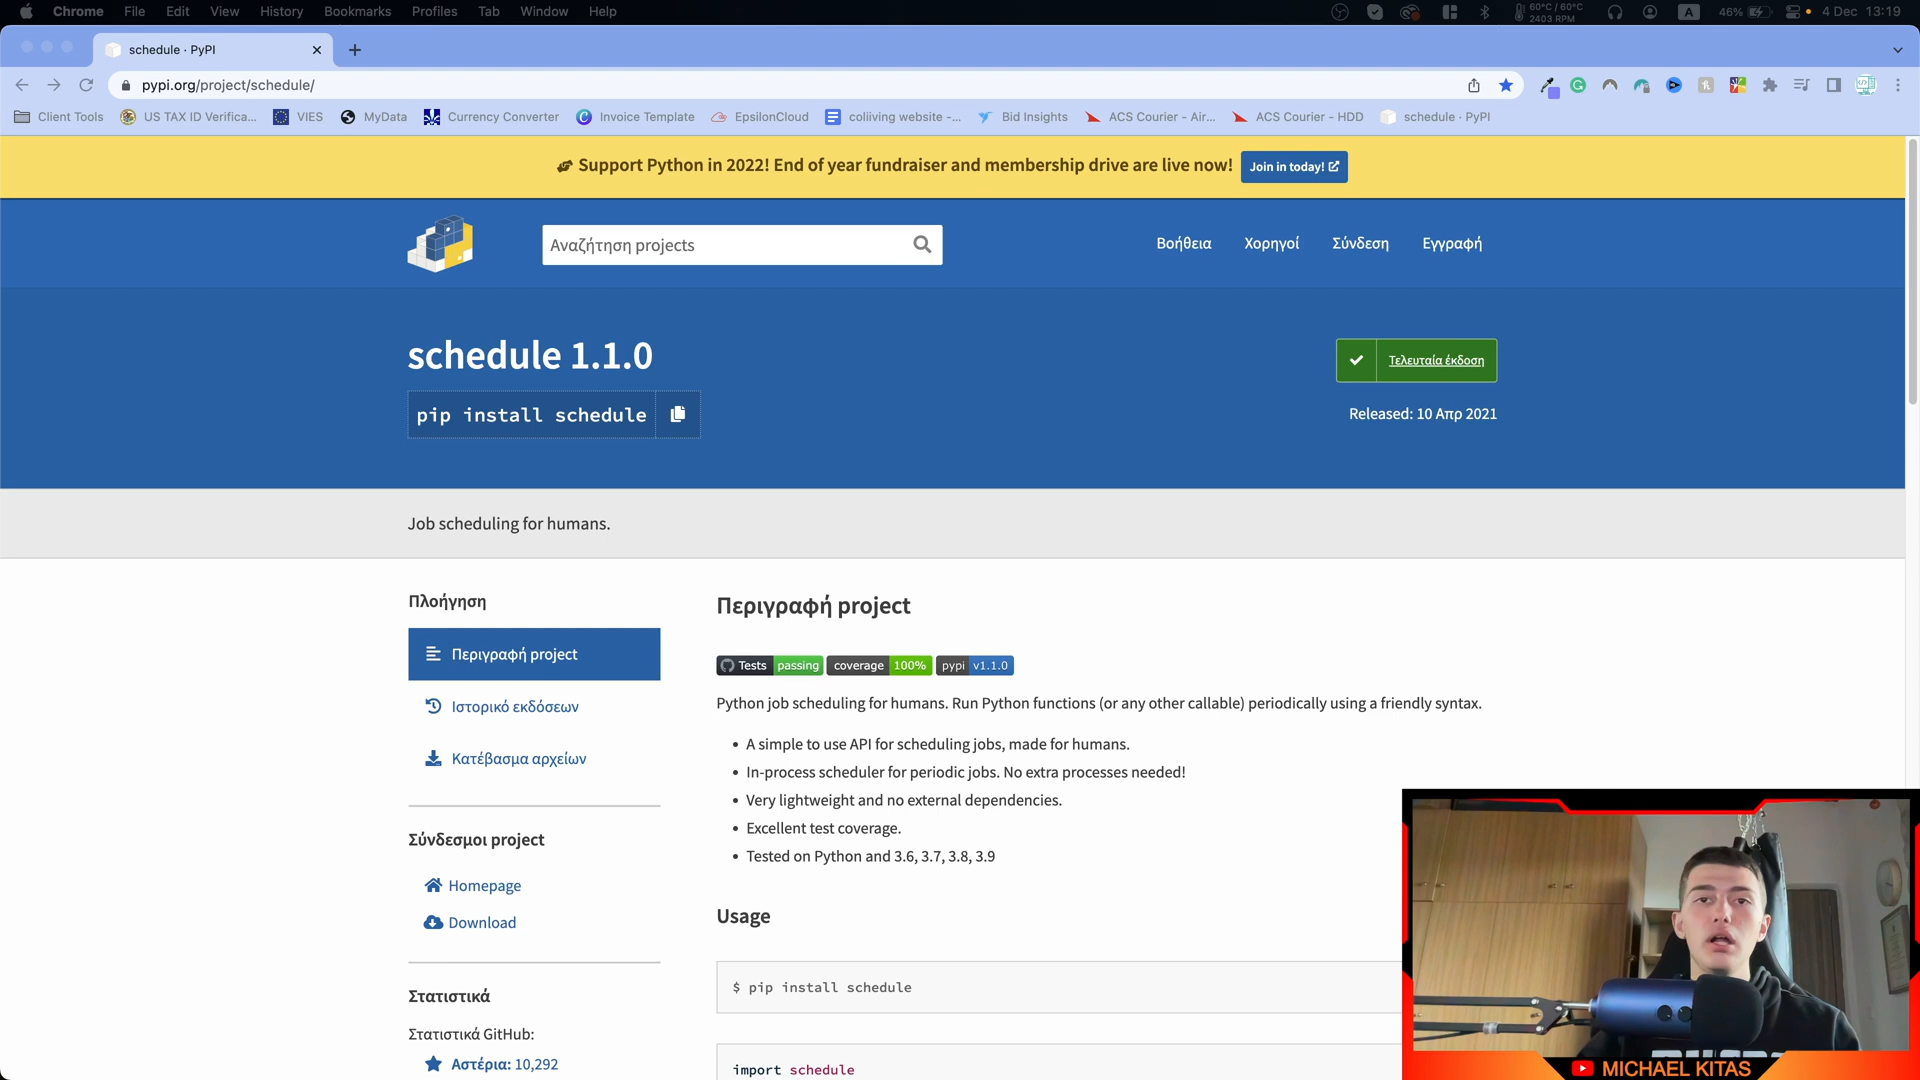 Chrome File Edit View History Bookmarks Profiles Tab Window Help
60°C / 60°C
2403 RPM
A 46% 4 Dec 13:19
schedule · PyPI
pypi.org/project/schedule/
Client Tools US TAX ID Verifica... VIES MyData Currency Converter Invoice Template EpsilonCloud coliiving website -... Bid Insights ACS Courier - Air... ACS Courier - HDD schedule · PyPI
Support Python in 2022! End of year fundraiser and membership drive are live now! Join in today!
Αναζήτηση projects
Βοήθεια Χορηγοί Σύνδεση Εγγραφή
schedule 1.1.0
pip install schedule
Τελευταία έκδοση
Released: 10 Απρ 2021
Job scheduling for humans.
Πλοήγηση
Περιγραφή project
Ιστορικό εκδόσεων
Κατέβασμα αρχείων
Σύνδεσμοι project
Homepage
Download
Στατιστικά
Στατιστικά GitHub:
Αστέρια: 10,292
Περιγραφή project
Tests passing coverage 100% pypi v1.1.0
Python job scheduling for humans. Run Python functions (or any other callable) periodically using a friendly syntax.
• A simple to use API for scheduling jobs, made for humans.
• In-process scheduler for periodic jobs. No extra processes needed!
• Very lightweight and no external dependencies.
• Excellent test coverage.
• Tested on Python and 3.6, 3.7, 3.8, 3.9
Usage
$ pip install schedule
import schedule
MICHAEL KITAS